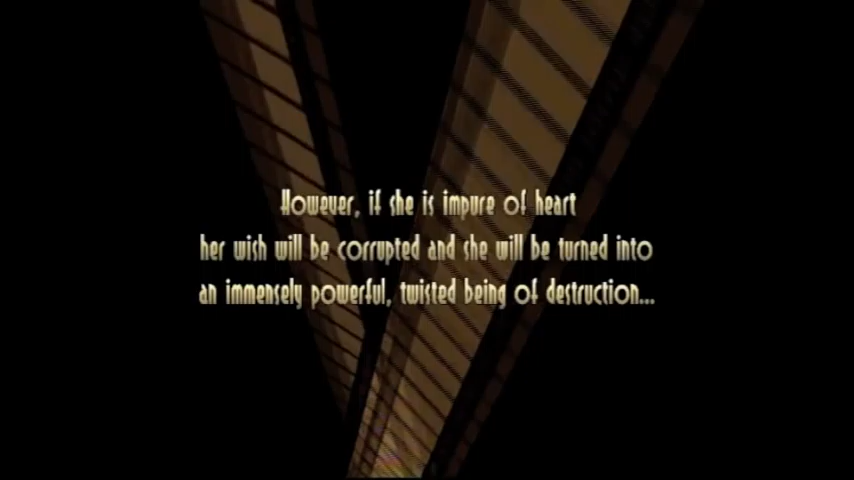 However, if she is impure of heart
her wish will be corrupted and she will be turned into
an immensely powerful, twisted being of destruction...